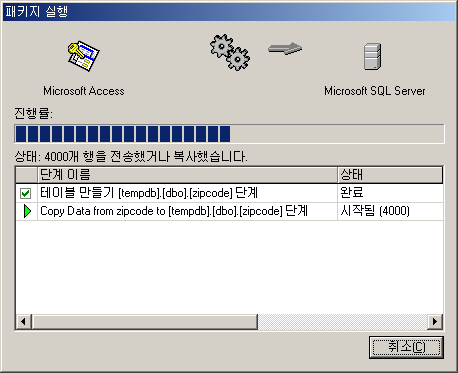 패키지 실행
Microsoft Access
Microsoft SQL Server
진행률:
상태: 4000개 행을 전송했거나 복사했습니다.
단계 이름 상태
테이블 만들기 [tempdb].[dbo].[zipcode] 단계 완료
Copy Data from zipcode to [tempdb].[dbo].[zipcode] 단계 시작됨 (4000)
취소(C)